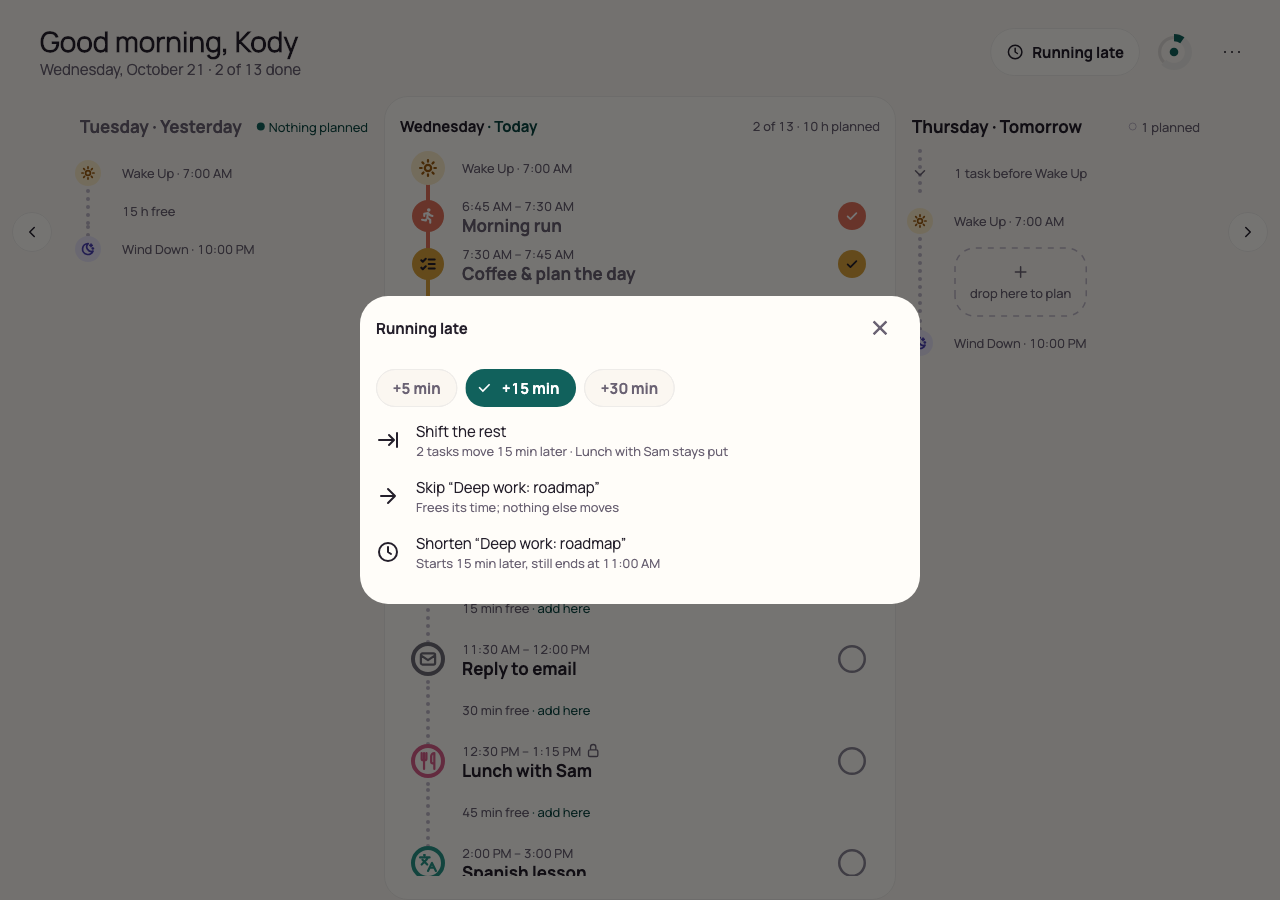 Good morning, Kody
Wednesday, October 21 · 2 of 13 done
Running late
Tuesday · Yesterday
Nothing planned
Wake Up · 7:00 AM
15 h free
Wind Down · 10:00 PM
Wednesday · Today
2 of 13 · 10 h planned
Wake Up · 7:00 AM
6:45 AM – 7:30 AM
Morning run
7:30 AM – 7:45 AM
Coffee & plan the day
Thursday · Tomorrow
1 planned
1 task before Wake Up
Wake Up · 7:00 AM
drop here to plan
Wind Down · 10:00 PM
Running late
+5 min
+15 min
+30 min
Shift the rest
2 tasks move 15 min later · Lunch with Sam stays put
Skip “Deep work: roadmap”
Frees its time; nothing else moves
Shorten “Deep work: roadmap”
Starts 15 min later, still ends at 11:00 AM
15 min free · add here
11:30 AM – 12:00 PM
Reply to email
30 min free · add here
12:30 PM – 1:15 PM
Lunch with Sam
45 min free · add here
2:00 PM – 3:00 PM
Spanish lesson